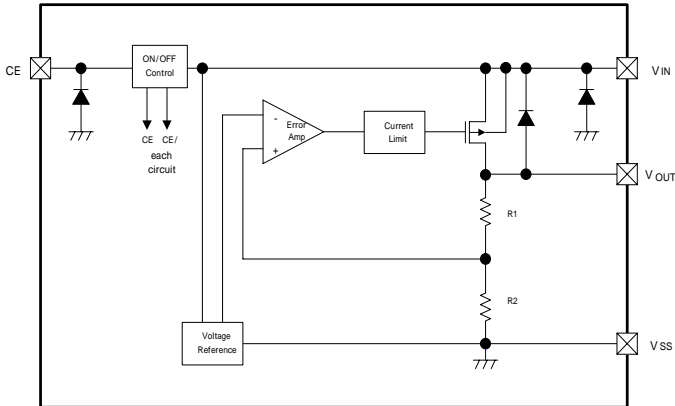 CE
ON/OFF
Control
VIN
CE CE/
each
circuit
-
Error
Amp
+
Current
Limit
VOUT
R1
R2
Voltage
Reference
VSS